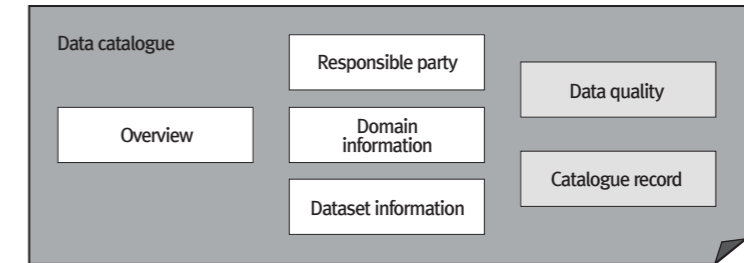 Data catalogue
Overview
Responsible party
Domain
information
Dataset information
Data quality
Catalogue record